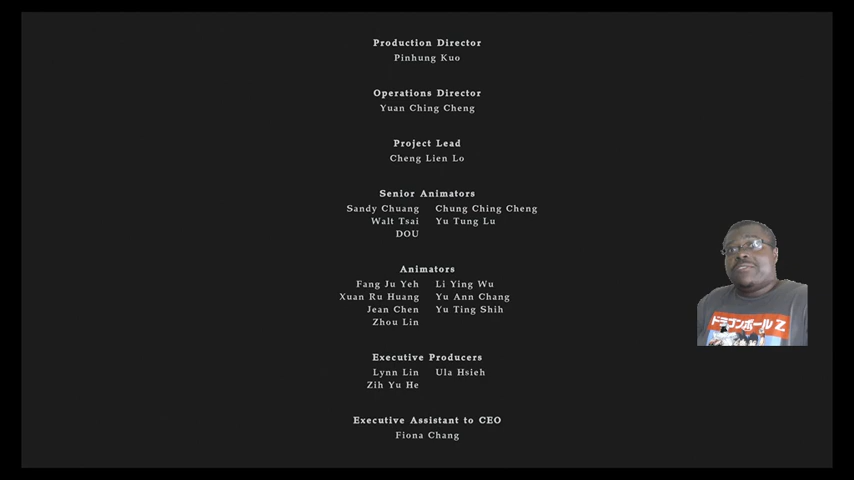 Production Director
Pinhung Kuo
Operations Director
Yuan Ching Cheng
Project Lead
Cheng Lien Lo
Senior Animators
Sandy Chuang Chung Ching Cheng
Walt Tsai Yu Tung Lu
DOU
Animators
Fang Ju Yeh Li Ying Wu
Xuan Ru Huang Yu Ann Chang
Jean Chen Yu Ting Shih
Zhou Lin
Executive Producers
Lynn Lin Ula Hsieh
Zih Yu He
Executive Assistant to CEO
Fiona Chang
ドラゴンボールZ